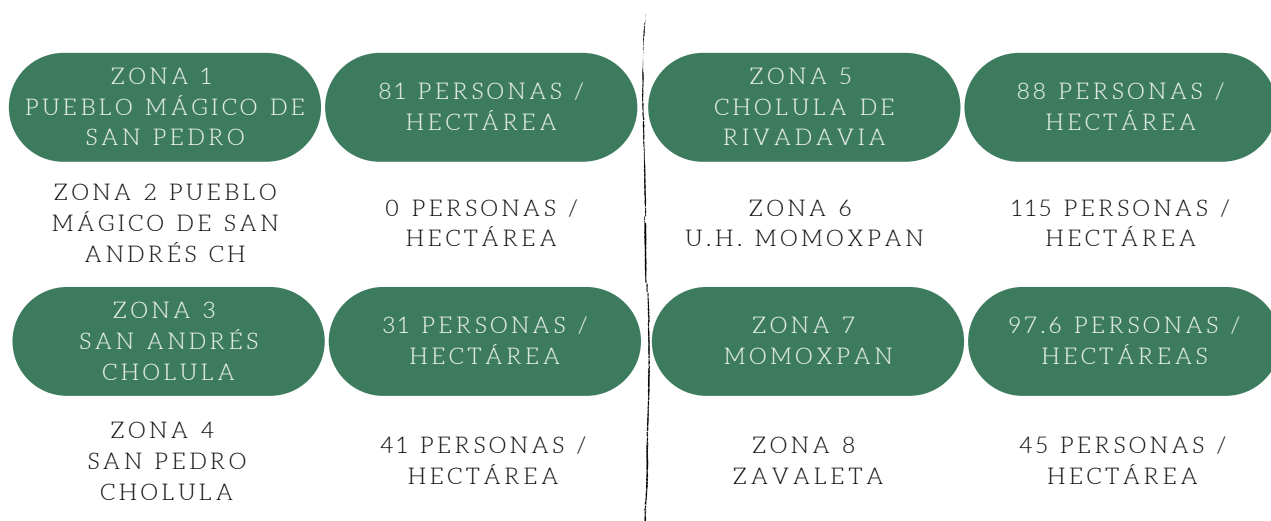 ZONA 1
PUEBLO MÁGICO DE
SAN PEDRO
81 PERSONAS /
HECTÁREA
ZONA 2 PUEBLO
MÁGICO DE SAN
ANDRÉS CH
0 PERSONAS /
HECTÁREA
ZONA 3
SAN ANDRÉS
CHOLULA
31 PERSONAS /
HECTÁREA
ZONA 4
SAN PEDRO
CHOLULA
41 PERSONAS /
HECTÁREA
ZONA 5
CHOLULA DE
RIVADAVIA
88 PERSONAS /
HECTÁREA
ZONA 6
U.H. MOMOXPAN
115 PERSONAS /
HECTÁREA
ZONA 7
MOMOXPAN
97.6 PERSONAS /
HECTÁREAS
ZONA 8
ZAVALETA
45 PERSONAS /
HECTÁREA